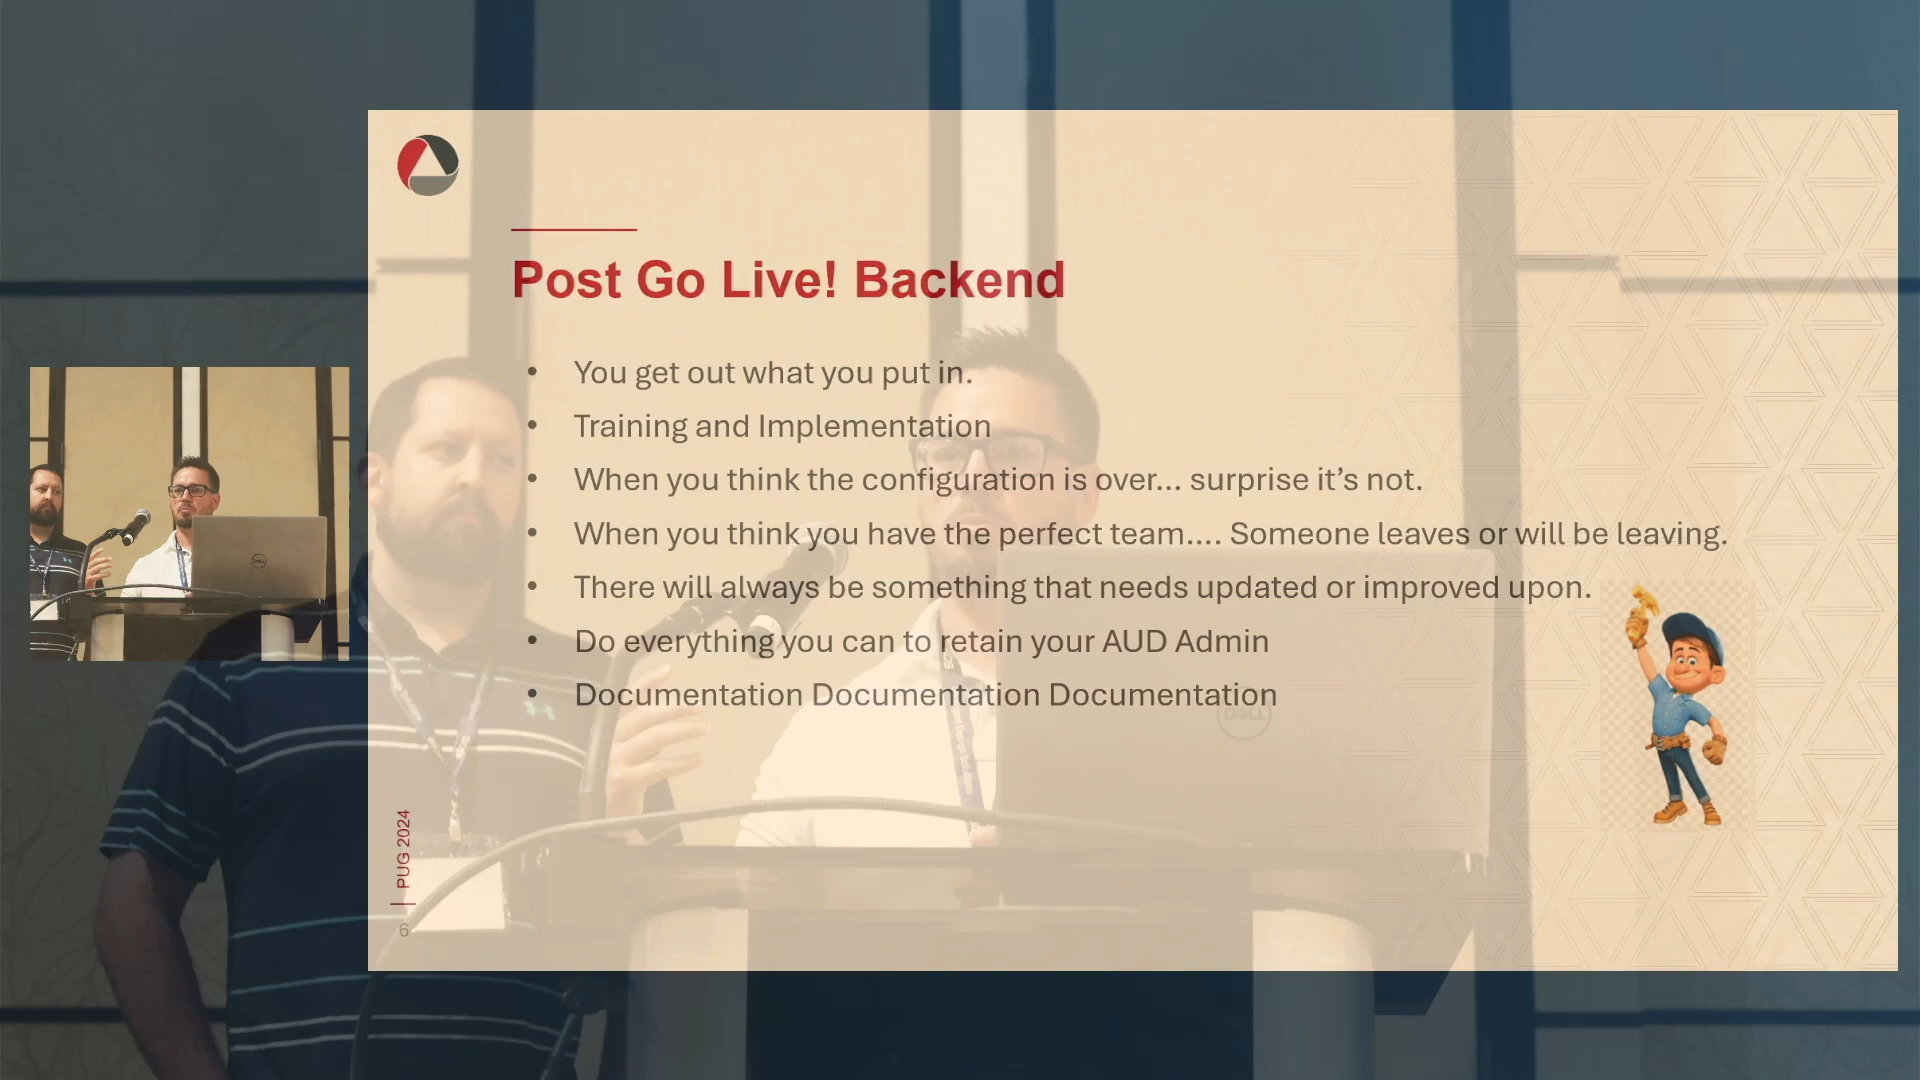 Post Go Live! Backend
• You get out what you put in.
• Training and Implementation
• When you think the configuration is over... surprise it’s not.
• When you think you have the perfect team.... Someone leaves or will be leaving.
• There will always be something that needs updated or improved upon.
• Do everything you can to retain your AUD Admin
• Documentation Documentation Documentation
DELL
PUG 2024
6